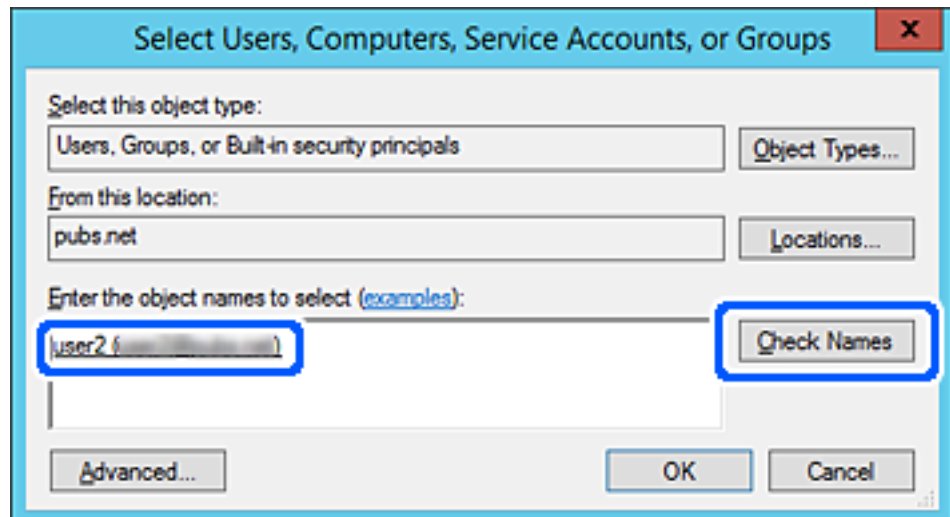 Select Users, Computers, Service Accounts, or Groups
x
Select this object type:
Users, Groups, or Built-in security principals
Object Types...
From this location:
pubs.net
Locations...
Enter the object names to select (examples):
user2 ( )
Check Names
Advanced...
OK
Cancel